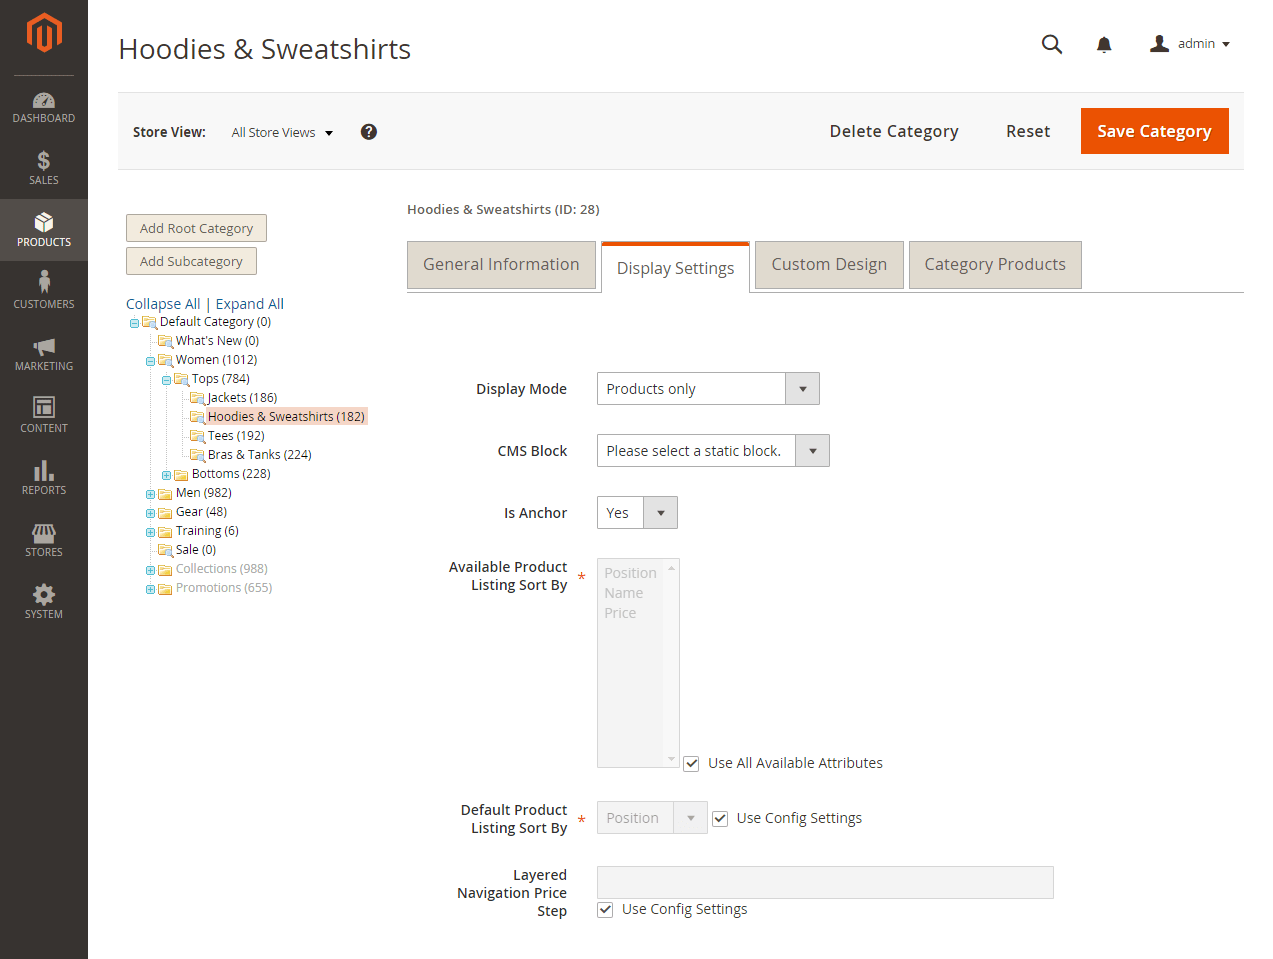 Hoodies & Sweatshirts
admin
DASHBOARD
SALES
PRODUCTS
CUSTOMERS
MARKETING
CONTENT
REPORTS
STORES
SYSTEM
Store View: All Store Views ?
Delete Category Reset Save Category
Add Root Category
Add Subcategory
Collapse All | Expand All
Default Category (0)
What's New (0)
Women (1012)
Tops (784)
Jackets (186)
Hoodies & Sweatshirts (182)
Tees (192)
Bras & Tanks (224)
Bottoms (228)
Men (982)
Gear (48)
Training (6)
Sale (0)
Collections (988)
Promotions (655)
Hoodies & Sweatshirts (ID: 28)
General Information Display Settings Custom Design Category Products
Display Mode Products only
CMS Block Please select a static block.
Is Anchor Yes
Available Product
Listing Sort By *
Position
Name
Price
Use All Available Attributes
Default Product
Listing Sort By *
Position Use Config Settings
Layered
Navigation Price
Step
Use Config Settings